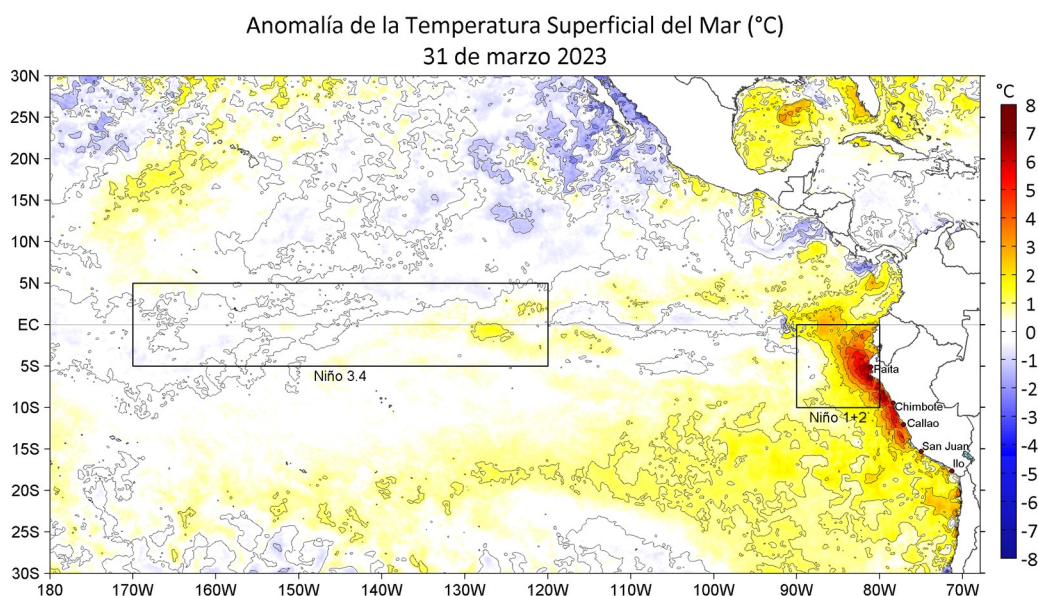 Anomalía de la Temperatura Superficial del Mar (°C)
31 de marzo 2023
30N
25N
20N
15N
10N
5N
EC
5S
10S
15S
20S
25S
30S
Niño 3.4
Niño 1+2
Paita
Chimbote
Callao
San Juan
Ilo
180
170W
160W
150W
140W
130W
120W
110W
100W
90W
80W
70W
°C
8
7
6
5
4
3
2
1
0
-1
-2
-3
-4
-5
-6
-7
-8